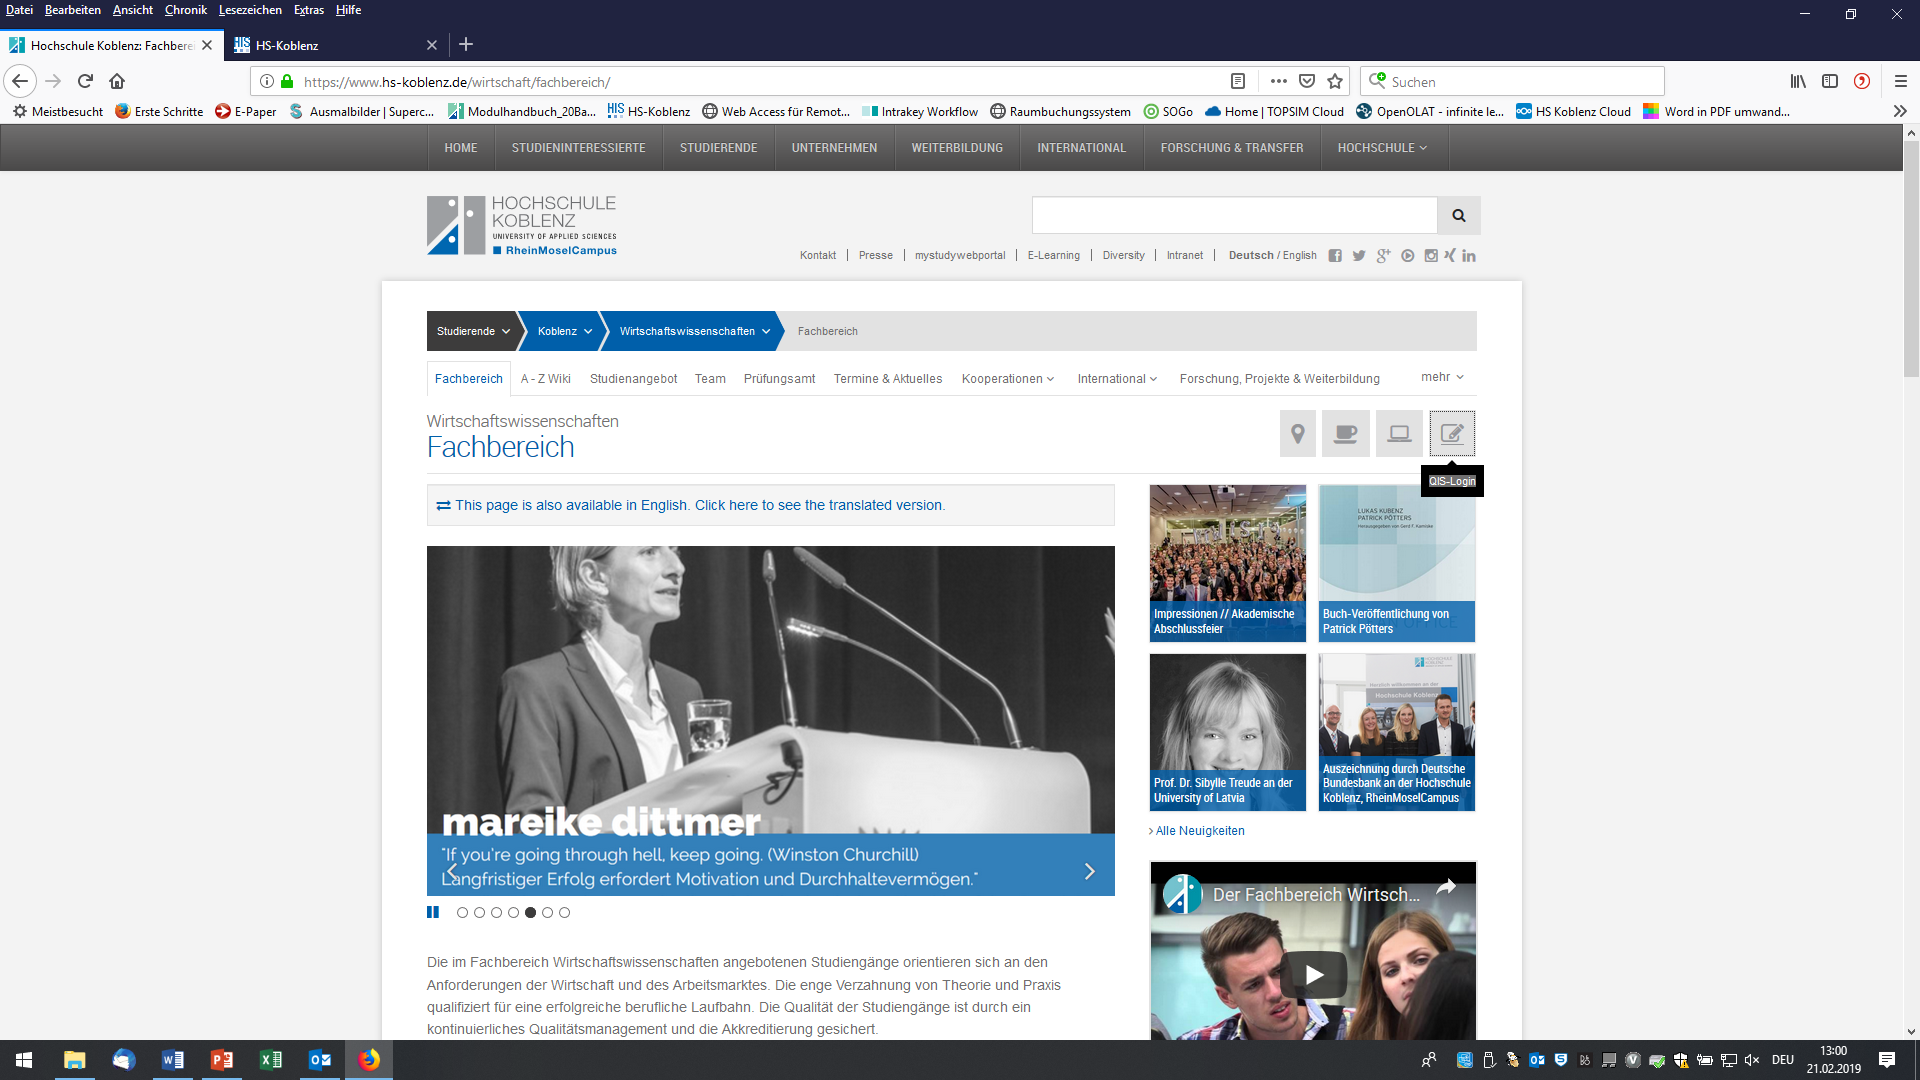 Datei Bearbeiten Ansicht Chronik Lesezeichen Extras Hilfe
Hochschule Koblenz: Fachberei
HS-Koblenz
https://www.hs-koblenz.de/wirtschaft/fachbereich/
Suchen
Meistbesucht
Erste Schritte
E-Paper
Ausmalbilder | Superc...
Modulhandbuch_20Ba...
HS-Koblenz
Web Access für Remot...
Intrakey Workflow
Raumbuchungssystem
SOGo
Home | TOPSIM Cloud
OpenOLAT - infinite le...
HS Koblenz Cloud
Word in PDF umwand...
HOME
STUDIENINTERESSIERTE
STUDIERENDE
UNTERNEHMEN
WEITERBILDUNG
INTERNATIONAL
FORSCHUNG & TRANSFER
HOCHSCHULE
HOCHSCHULE
KOBLENZ
UNIVERSITY OF APPLIED SCIENCES
RheinMoselCampus
Kontakt | Presse | mystudywebportal | E-Learning | Diversity | Intranet | Deutsch / English
Studierende
Koblenz
Wirtschaftswissenschaften
Fachbereich
Fachbereich
A - Z Wiki
Studienangebot
Team
Prüfungsamt
Termine & Aktuelles
Kooperationen
International
Forschung, Projekte & Weiterbildung
mehr
Wirtschaftswissenschaften
Fachbereich
QIS-Login
This page is also available in English. Click here to see the translated version.
mareike dittmer
"If you're going through hell, keep going. (Winston Churchill)
Langfristiger Erfolg erfordert Motivation und Durchhaltevermögen."
Die im Fachbereich Wirtschaftswissenschaften angebotenen Studiengänge orientieren sich an den
Anforderungen der Wirtschaft und des Arbeitsmarktes. Die enge Verzahnung von Theorie und Praxis
qualifiziert für eine erfolgreiche berufliche Laufbahn. Die Qualität der Studiengänge ist durch ein
kontinuierliches Qualitätsmanagement und die Akkreditierung gesichert.
Impressionen // Akademische
Abschlussfeier
LUKAS KUBENZ
PATRICK PÖTTERS
Buch-Veröffentlichung von
Patrick Pötters
Prof. Dr. Sibylle Treude an der
University of Latvia
Hochschule Koblenz
Auszeichnung durch Deutsche
Bundesbank an der Hochschule
Koblenz, RheinMoselCampus
Alle Neuigkeiten
Der Fachbereich Wirtsch...
DEU
13:00
21.02.2019